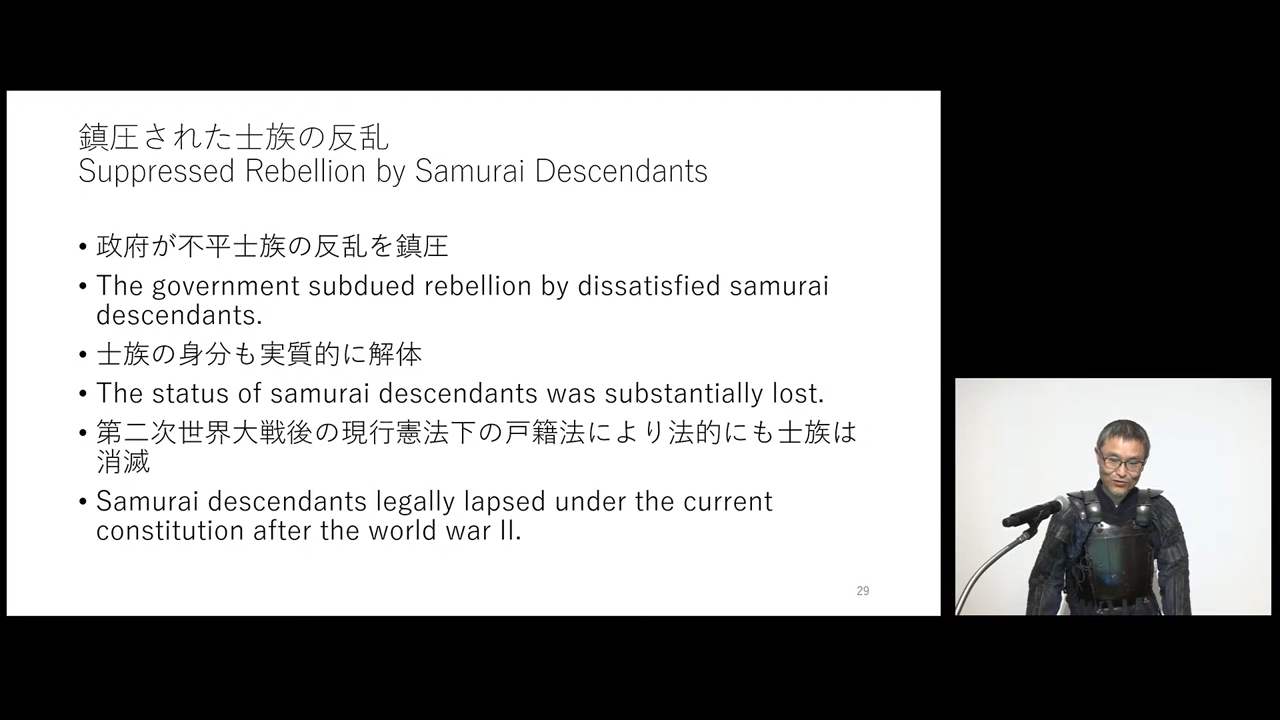 鎮圧された士族の反乱
Suppressed Rebellion by Samurai Descendants
• 政府が不平士族の反乱を鎮圧
• The government subdued rebellion by dissatisfied samurai
descendants.
• 士族の身分も実質的に解体
• The status of samurai descendants was substantially lost.
• 第二次世界大戦後の現行憲法下の戸籍法により法的にも士族は
消滅
• Samurai descendants legally lapsed under the current
constitution after the world war II.
29